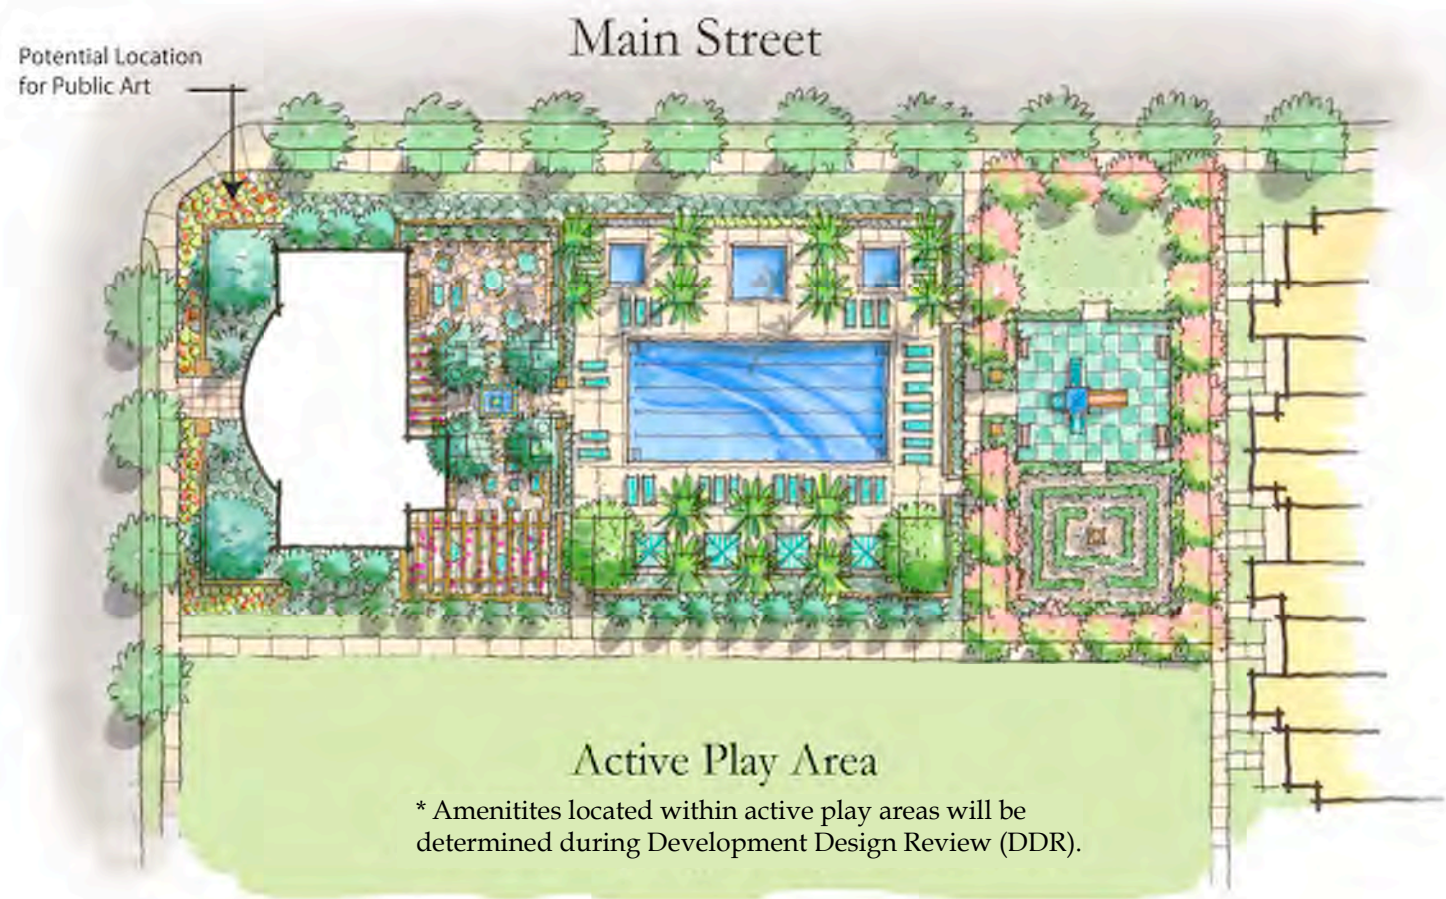 Main Street
Potential Location
for Public Art
Active Play Area
* Amenitites located within active play areas will be
determined during Development Design Review (DDR).